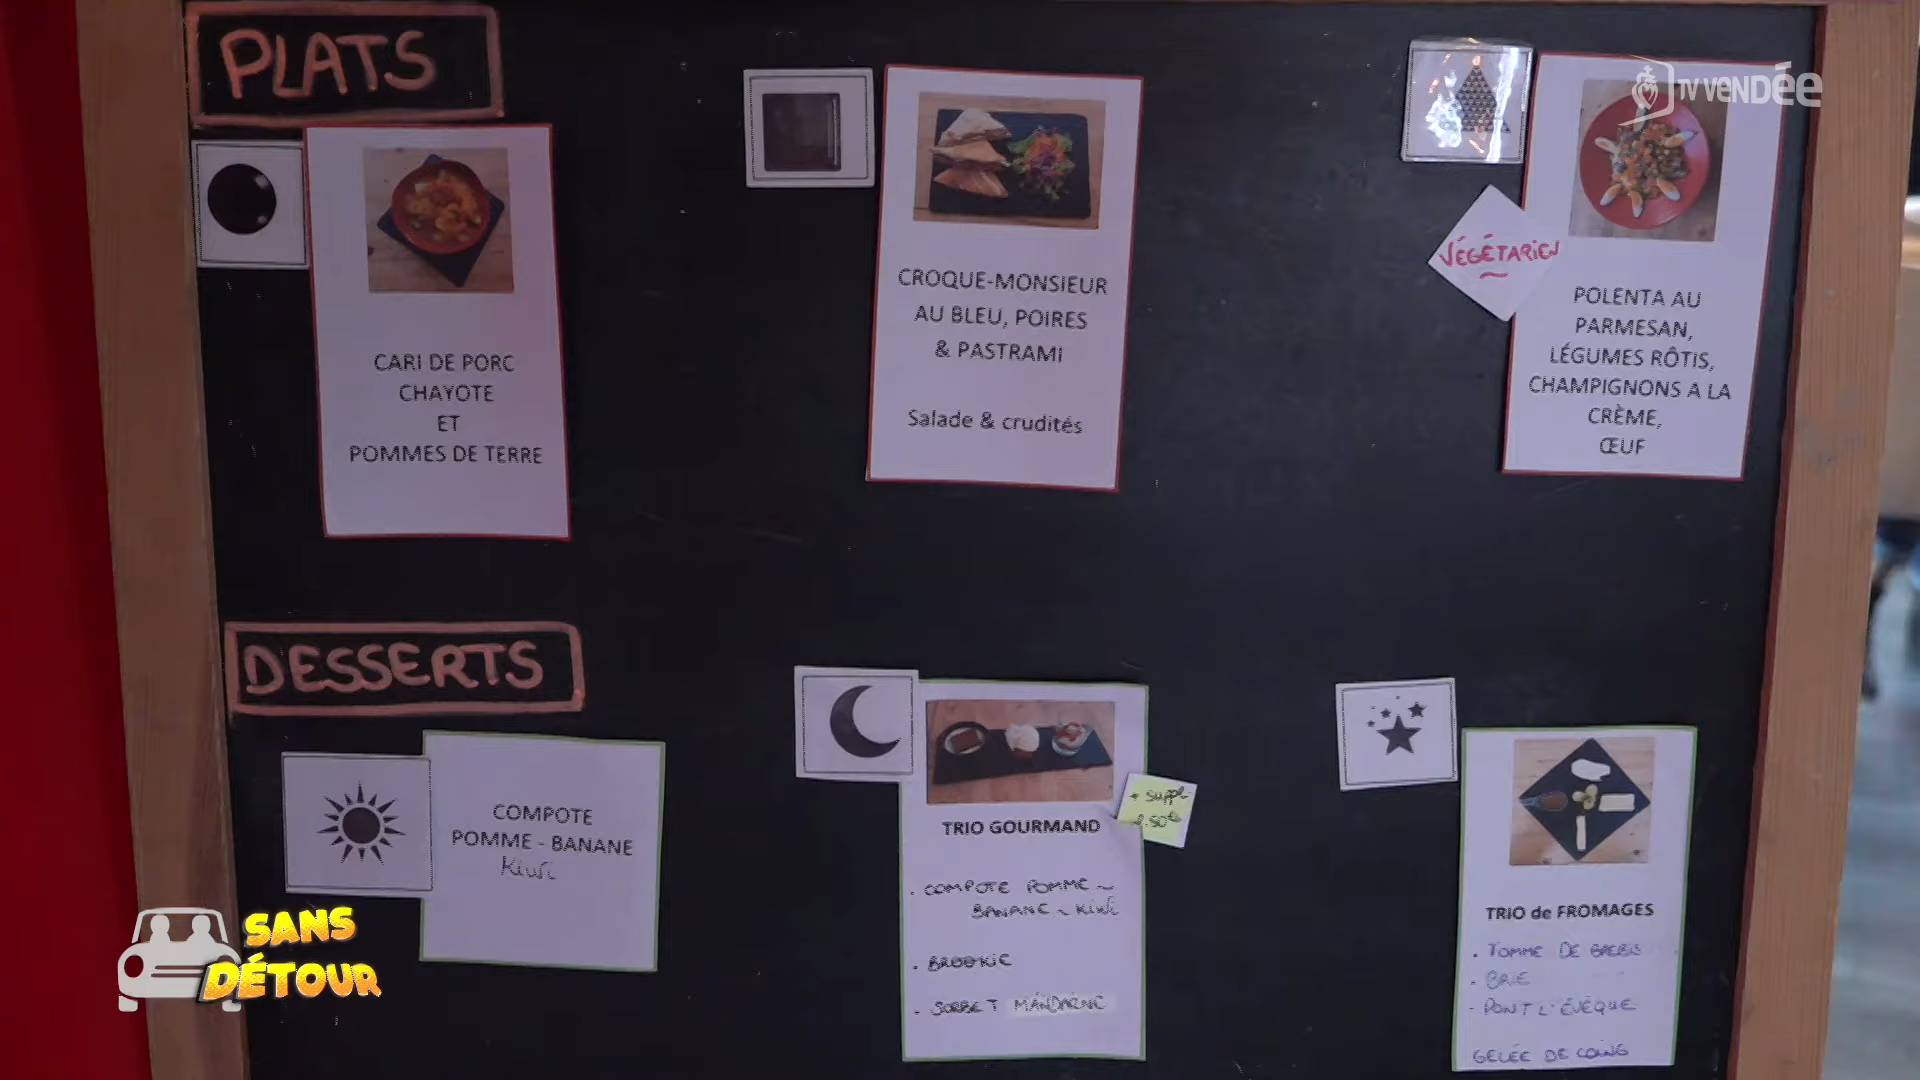 PLATS
TV VENDÉE
CARI DE PORC
CHAYOTE
ET
POMMES DE TERRE
CROQUE-MONSIEUR
AU BLEU, POIRES
& PASTRAMI
Salade & crudités
VÉGÉTARIEN
POLENTA AU
PARMESAN,
LÉGUMES RÔTIS,
CHAMPIGNONS A LA
CRÈME,
ŒUF
DESSERTS
COMPOTE
POMME - BANANE
Kiwi
TRIO GOURMAND
+ suppl.
. COMPOTE POMME ~
BANANE ~ KIWI
. BROOKIE
. SORBET MANDARINE
TRIO de FROMAGES
. TOMME DE BREBIS
- BRIE
- PONT L'ÉVÊQUE
GELÉE DE COING
SANS
DÉTOUR